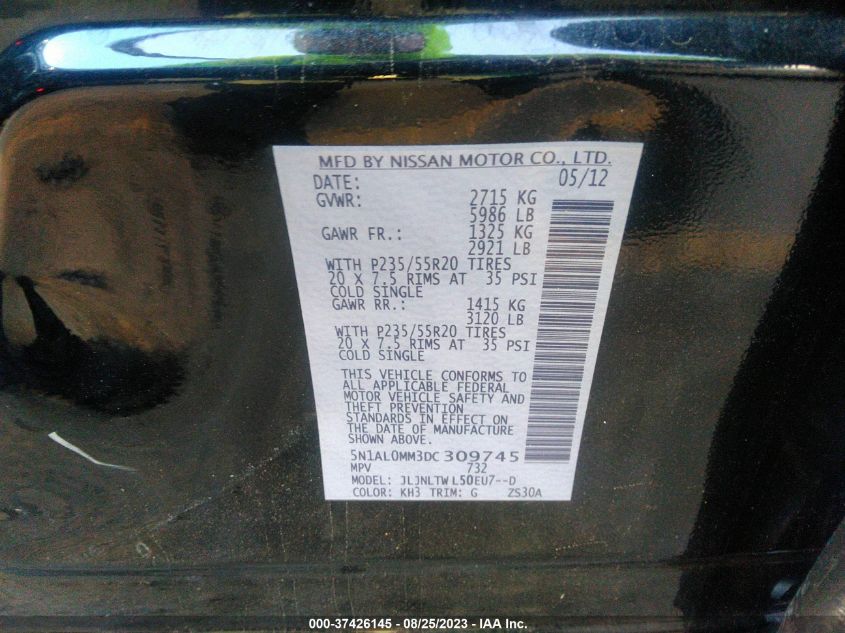 MFD BY NISSAN MOTOR CO., LTD.
DATE: 05/12
GVWR: 2715 KG
5986 LB
GAWR FR.: 1325 KG
2921 LB
WITH P235/55R20 TIRES
20 X 7.5 RIMS AT 35 PSI
COLD SINGLE
GAWR RR.: 1415 KG
3120 LB
WITH P235/55R20 TIRES
20 X 7.5 RIMS AT 35 PSI
COLD SINGLE
THIS VEHICLE CONFORMS TO
ALL APPLICABLE FEDERAL
MOTOR VEHICLE SAFETY AND
THEFT PREVENTION
STANDARDS IN EFFECT ON
THE DATE OF MANUFACTURE
SHOWN ABOVE.
5N1AL0MM3DC309745
MPV 732
MODEL: JLJNLTWL50EU7--D
COLOR: KH3 TRIM: G ZS30A
000-37426145 - 08/25/2023 - IAA Inc.